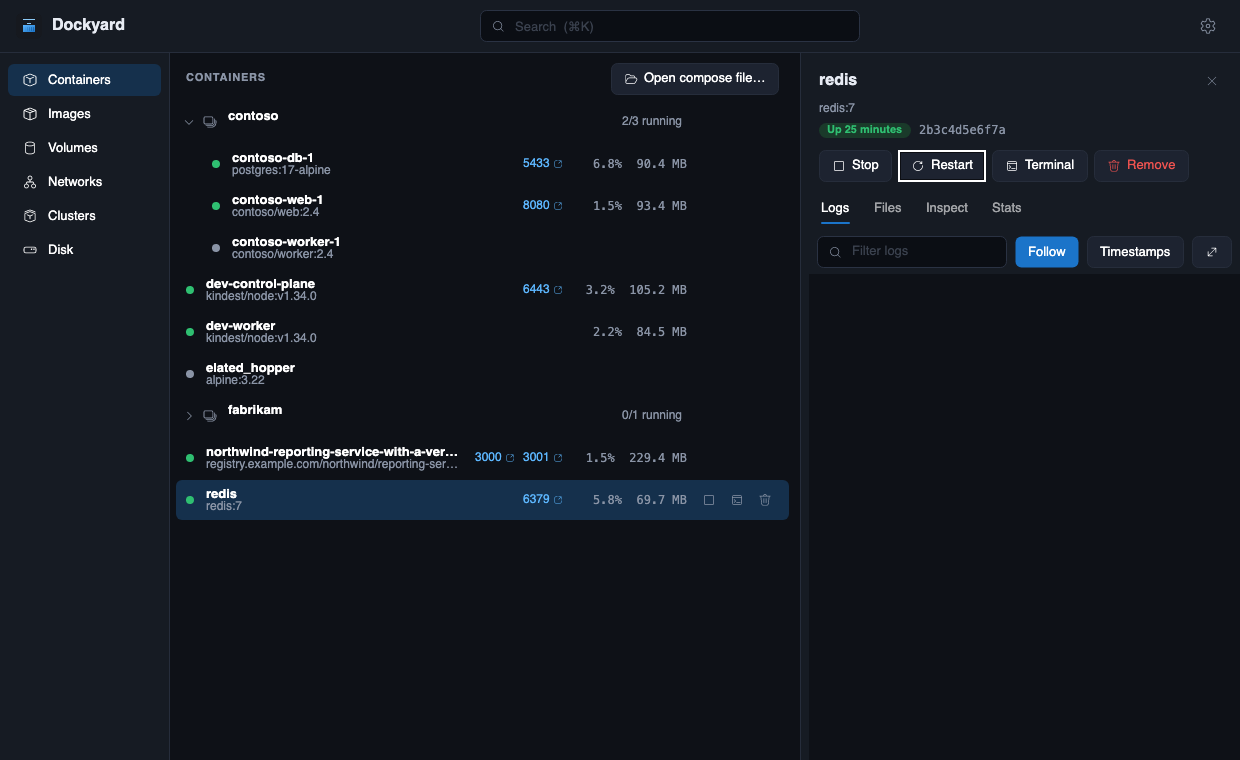 Dockyard
Search (⌘K)
Containers
Images
Volumes
Networks
Clusters
Disk
CONTAINERS
Open compose file…
contoso
2/3 running
contoso-db-1
postgres:17-alpine
5433 6.8% 90.4 MB
contoso-web-1
contoso/web:2.4
8080 1.5% 93.4 MB
contoso-worker-1
contoso/worker:2.4
dev-control-plane
kindest/node:v1.34.0
6443 3.2% 105.2 MB
dev-worker
kindest/node:v1.34.0
2.2% 84.5 MB
elated_hopper
alpine:3.22
fabrikam
0/1 running
northwind-reporting-service-with-a-ver…
registry.example.com/northwind/reporting-ser…
3000 3001 1.5% 229.4 MB
redis
redis:7
6379 5.8% 69.7 MB
redis
redis:7
Up 25 minutes 2b3c4d5e6f7a
Stop Restart Terminal Remove
Logs Files Inspect Stats
Filter logs Follow Timestamps